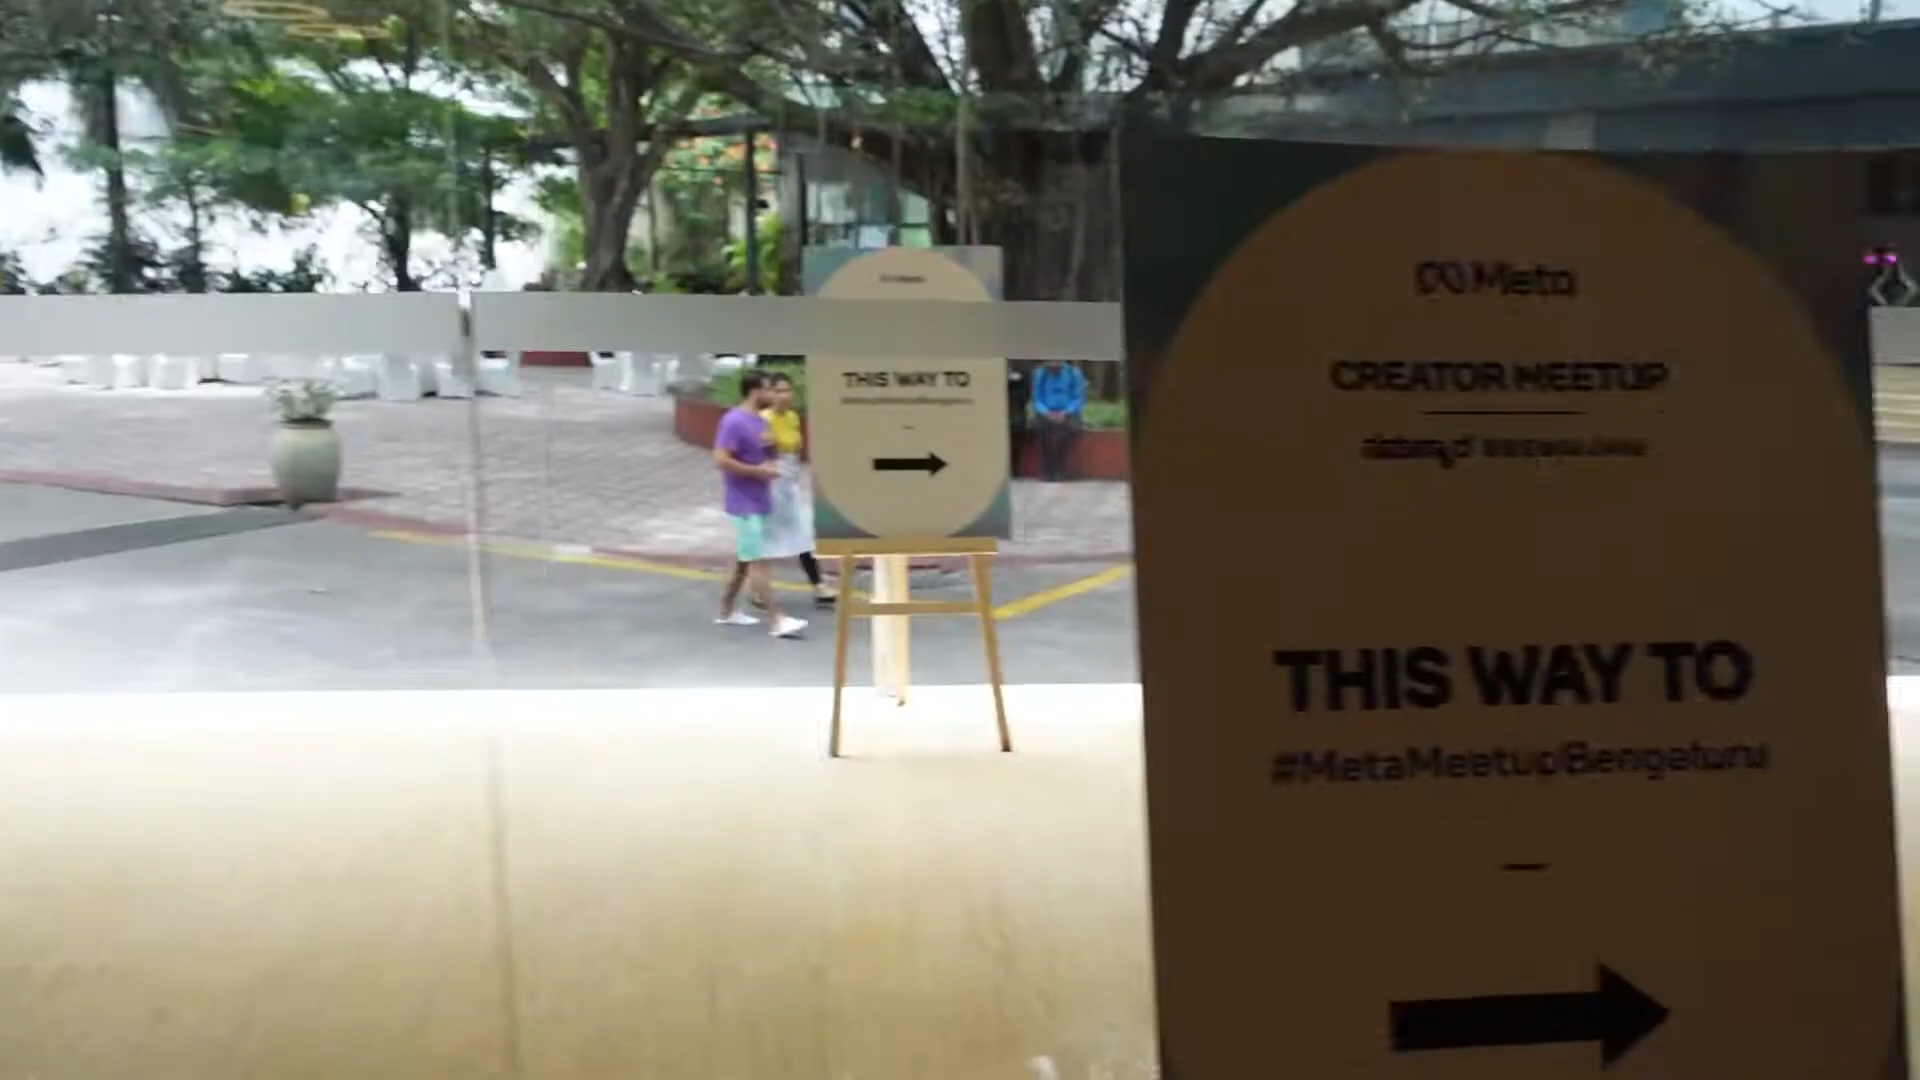 Meta
CREATOR MEETUP
THIS WAY TO
#MetaMeetupBengaluru
THIS WAY TO